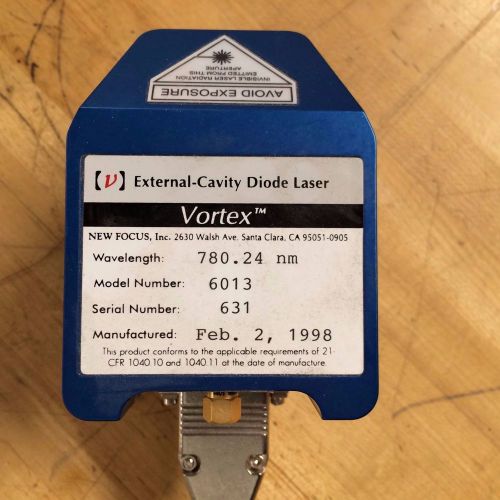 AVOID EXPOSURE
INVISIBLE LASER RADIATION
EMITTED FROM THIS
APERTURE
[ν] External-Cavity Diode Laser
Vortex™
NEW FOCUS, Inc. 2630 Walsh Ave. Santa Clara, CA 95051-0905
Wavelength: 780.24 nm
Model Number: 6013
Serial Number: 631
Manufactured: Feb. 2, 1998
This product conforms to the applicable requirements of 21
CFR 1040.10 and 1040.11 at the date of manufacture.